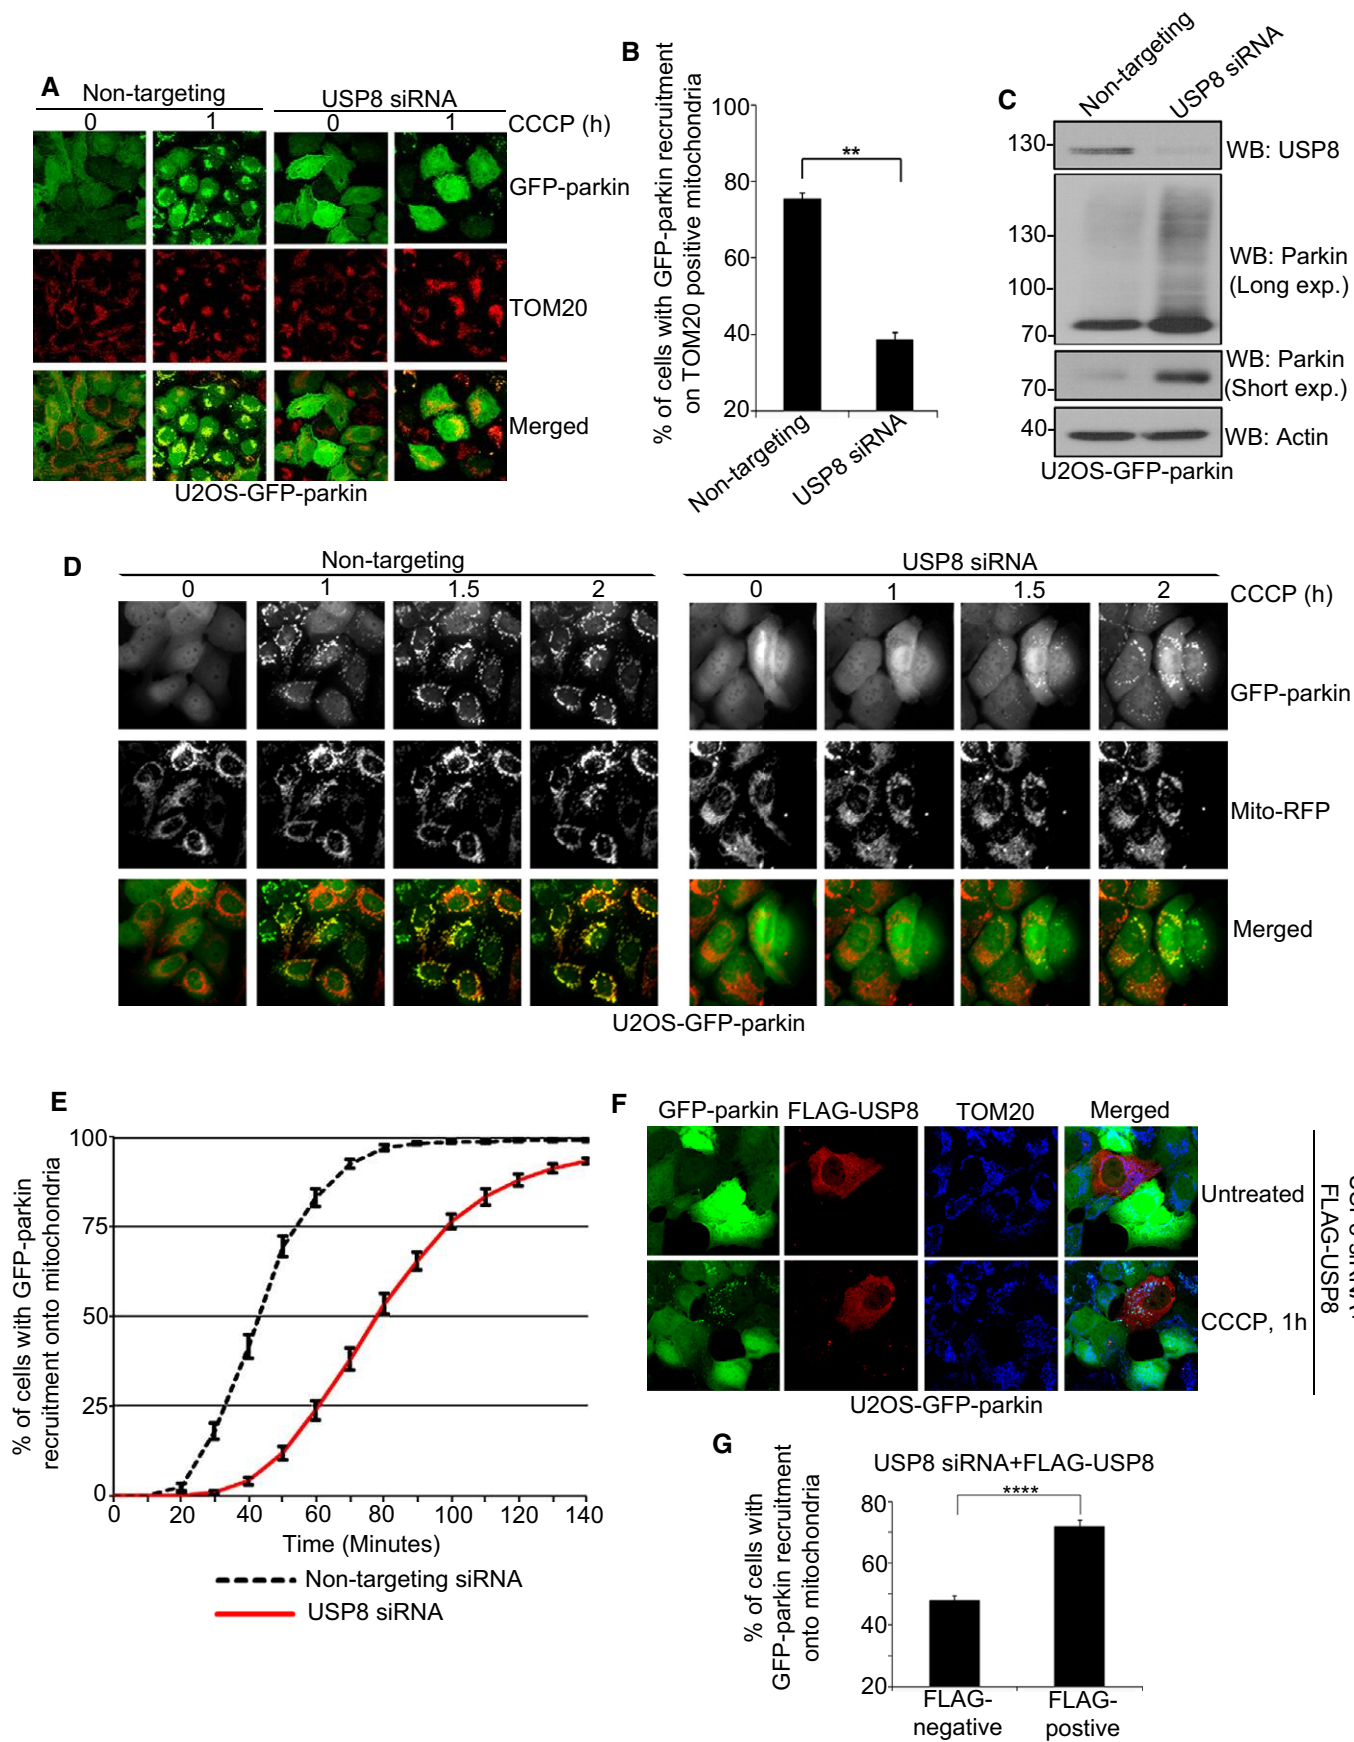 A
Non-targeting
USP8 siRNA
0
1
0
1
CCCP (h)
GFP-parkin
TOM20
Merged
U2OS-GFP-parkin
B
% of cells with GFP-parkin recruitment
on TOM20 positive mitochondria
100
80
60
40
20
**
Non-targeting
USP8 siRNA
C
Non-targeting
USP8 siRNA
130
WB: USP8
130
100
70
WB: Parkin
(Long exp.)
70
WB: Parkin
(Short exp.)
40
WB: Actin
U2OS-GFP-parkin
D
Non-targeting
USP8 siRNA
0
1
1.5
2
0
1
1.5
2
CCCP (h)
GFP-parkin
Mito-RFP
Merged
U2OS-GFP-parkin
E
% of cells with GFP-parkin
recruitment onto mitochondria
100
75
50
25
0
0
20
40
60
80
100
120
140
Time (Minutes)
Non-targeting siRNA
USP8 siRNA
F
GFP-parkin
FLAG-USP8
TOM20
Merged
Untreated
CCCP, 1h
FLAG-USP8
U2OS-GFP-parkin
G
USP8 siRNA+FLAG-USP8
% of cells with
GFP-parkin recruitment
onto mitochondria
80
60
40
20
****
FLAG-
negative
FLAG-
postive